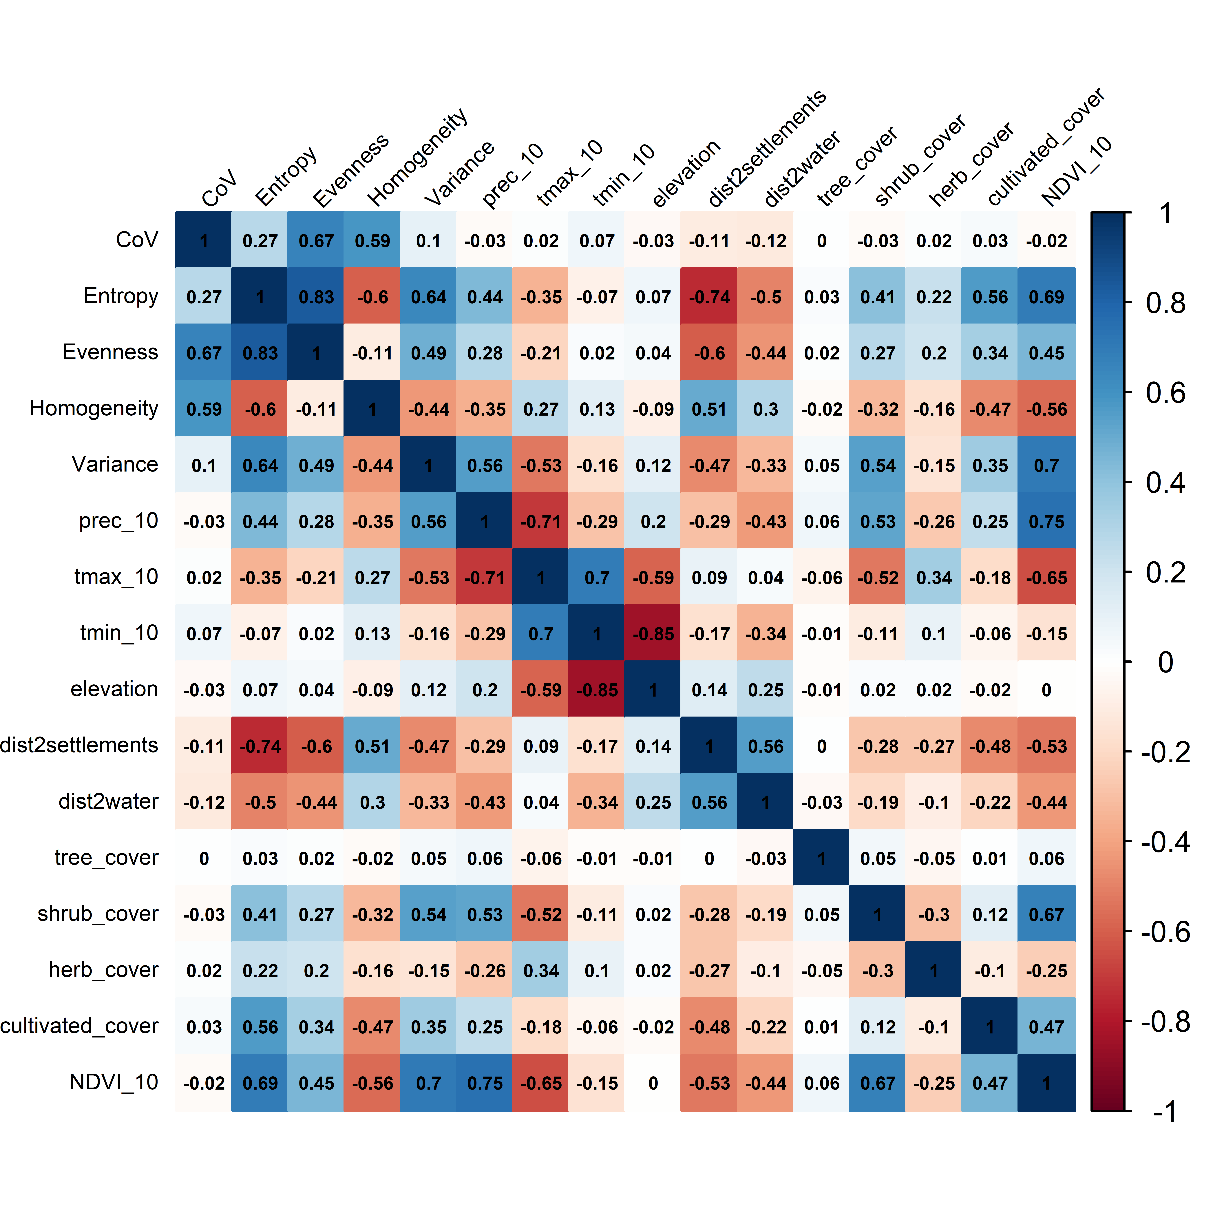 CoV Entropy Evenness Homogeneity Variance prec_10 tmax_10 tmin_10 elevation dist2settlements dist2water tree_cover shrub_cover herb_cover cultivated_cover NDVI_10
CoV 1 0.27 0.67 0.59 0.1 -0.03 0.02 0.07 -0.03 -0.11 -0.12 0 -0.03 0.02 0.03 -0.02
Entropy 0.27 1 0.83 -0.6 0.64 0.44 -0.35 -0.07 0.07 -0.74 -0.5 0.03 0.41 0.22 0.56 0.69
Evenness 0.67 0.83 1 -0.11 0.49 0.28 -0.21 0.02 0.04 -0.6 -0.44 0.02 0.27 0.2 0.34 0.45
Homogeneity 0.59 -0.6 -0.11 1 -0.44 -0.35 0.27 0.13 -0.09 0.51 0.3 -0.02 -0.32 -0.16 -0.47 -0.56
Variance 0.1 0.64 0.49 -0.44 1 0.56 -0.53 -0.16 0.12 -0.47 -0.33 0.05 0.54 -0.15 0.35 0.7
prec_10 -0.03 0.44 0.28 -0.35 0.56 1 -0.71 -0.29 0.2 -0.29 -0.43 0.06 0.53 -0.26 0.25 0.75
tmax_10 0.02 -0.35 -0.21 0.27 -0.53 -0.71 1 0.7 -0.59 0.09 0.04 -0.06 -0.52 0.34 -0.18 -0.65
tmin_10 0.07 -0.07 0.02 0.13 -0.16 -0.29 0.7 1 -0.85 -0.17 -0.34 -0.01 -0.11 0.1 -0.06 -0.15
elevation -0.03 0.07 0.04 -0.09 0.12 0.2 -0.59 -0.85 1 0.14 0.25 -0.01 0.02 0.02 -0.02 0
dist2settlements -0.11 -0.74 -0.6 0.51 -0.47 -0.29 0.09 -0.17 0.14 1 0.56 0 -0.28 -0.27 -0.48 -0.53
dist2water -0.12 -0.5 -0.44 0.3 -0.33 -0.43 0.04 -0.34 0.25 0.56 1 -0.03 -0.19 -0.1 -0.22 -0.44
tree_cover 0 0.03 0.02 -0.02 0.05 0.06 -0.06 -0.01 -0.01 0 -0.03 1 0.05 -0.05 0.01 0.06
shrub_cover -0.03 0.41 0.27 -0.32 0.54 0.53 -0.52 -0.11 0.02 -0.28 -0.19 0.05 1 -0.3 0.12 0.67
herb_cover 0.02 0.22 0.2 -0.16 -0.15 -0.26 0.34 0.1 0.02 -0.27 -0.1 -0.05 -0.3 1 -0.1 -0.25
cultivated_cover 0.03 0.56 0.34 -0.47 0.35 0.25 -0.18 -0.06 -0.02 -0.48 -0.22 0.01 0.12 -0.1 1 0.47
NDVI_10 -0.02 0.69 0.45 -0.56 0.7 0.75 -0.65 -0.15 0 -0.53 -0.44 0.06 0.67 -0.25 0.47 1
1
0.8
0.6
0.4
0.2
0
-0.2
-0.4
-0.6
-0.8
-1